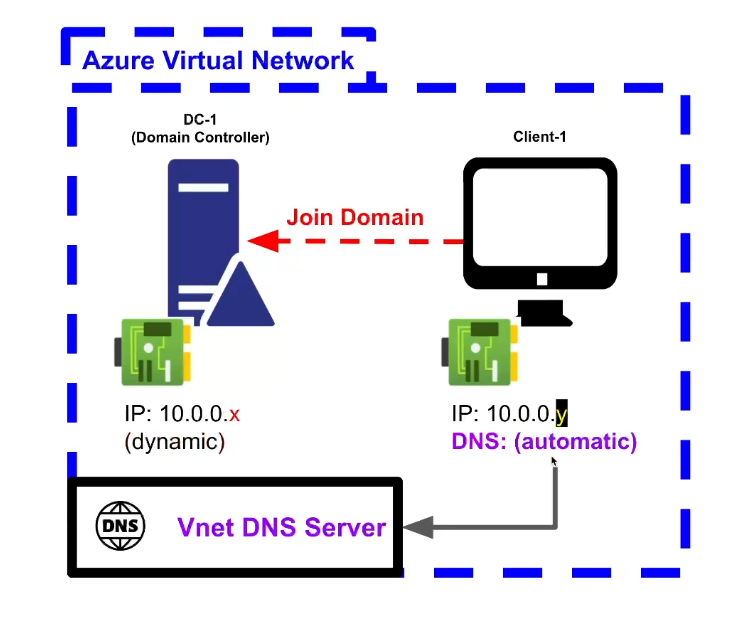 Azure Virtual Network
DC-1
(Domain Controller)
Client-1
Join Domain
IP: 10.0.0.x
(dynamic)
IP: 10.0.0.y
DNS: (automatic)
DNS
Vnet DNS Server